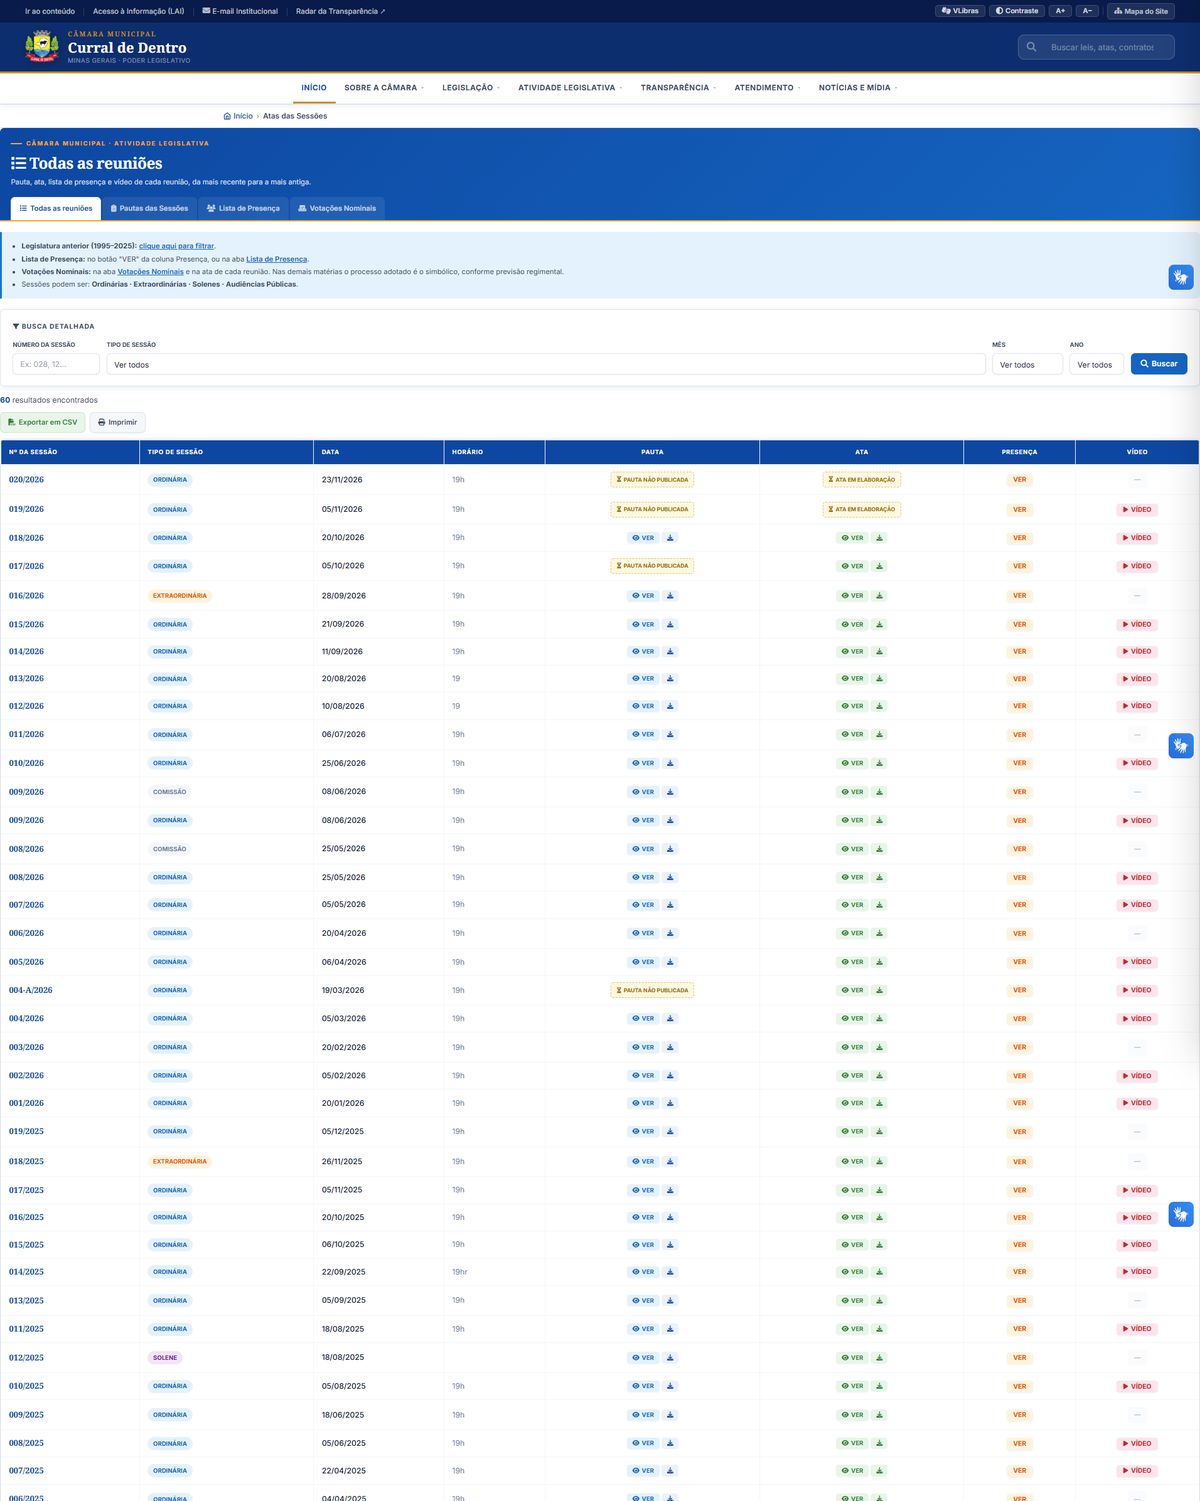 Ir ao conteúdo Acesso à Informação (LAI) E-mail Institucional Radar da Transparência ↗ VLibras Contraste A+ A− Mapa do Site
CÂMARA MUNICIPAL
Curral de Dentro
MINAS GERAIS · PODER LEGISLATIVO
Buscar leis, atas, contratos
INÍCIO SOBRE A CÂMARA LEGISLAÇÃO ATIVIDADE LEGISLATIVA TRANSPARÊNCIA ATENDIMENTO NOTÍCIAS E MÍDIA
Início › Atas das Sessões
CÂMARA MUNICIPAL · ATIVIDADE LEGISLATIVA
Todas as reuniões
Pauta, ata, lista de presença e vídeo de cada reunião, da mais recente para a mais antiga.
Todas as reuniões Pautas das Sessões Lista de Presença Votações Nominais
• Legislatura anterior (1995–2025): clique aqui para filtrar.
• Lista de Presença: no botão "VER" da coluna Presença, ou na aba Lista de Presença.
• Votações Nominais: na aba Votações Nominais e na ata de cada reunião. Nas demais matérias o processo adotado é o simbólico, conforme previsão regimental.
• Sessões podem ser: Ordinárias · Extraordinárias · Solenes · Audiências Públicas.
BUSCA DETALHADA
NÚMERO DA SESSÃO TIPO DE SESSÃO MÊS ANO
Ex: 028, 12... Ver todos Ver todos Ver todos Buscar
60 resultados encontrados
Exportar em CSV Imprimir
Nº DA SESSÃO TIPO DE SESSÃO DATA HORÁRIO PAUTA ATA PRESENÇA VÍDEO
020/2026 ORDINÁRIA 23/11/2026 19h PAUTA NÃO PUBLICADA ATA EM ELABORAÇÃO VER —
019/2026 ORDINÁRIA 05/11/2026 19h PAUTA NÃO PUBLICADA ATA EM ELABORAÇÃO VER VÍDEO
018/2026 ORDINÁRIA 20/10/2026 19h VER VER VER VÍDEO
017/2026 ORDINÁRIA 05/10/2026 19h PAUTA NÃO PUBLICADA VER VER VÍDEO
016/2026 EXTRAORDINÁRIA 28/09/2026 19h VER VER VER —
015/2026 ORDINÁRIA 21/09/2026 19h VER VER VER VÍDEO
014/2026 ORDINÁRIA 11/09/2026 19h VER VER VER VÍDEO
013/2026 ORDINÁRIA 20/08/2026 19 VER VER VER VÍDEO
012/2026 ORDINÁRIA 10/08/2026 19 VER VER VER VÍDEO
011/2026 ORDINÁRIA 06/07/2026 19h VER VER VER —
010/2026 ORDINÁRIA 25/06/2026 19h VER VER VER VÍDEO
009/2026 COMISSÃO 08/06/2026 19h VER VER VER —
009/2026 ORDINÁRIA 08/06/2026 19h VER VER VER VÍDEO
008/2026 COMISSÃO 25/05/2026 19h VER VER VER —
008/2026 ORDINÁRIA 25/05/2026 19h VER VER VER VÍDEO
007/2026 ORDINÁRIA 05/05/2026 19h VER VER VER VÍDEO
006/2026 ORDINÁRIA 20/04/2026 19h VER VER VER —
005/2026 ORDINÁRIA 06/04/2026 19h VER VER VER VÍDEO
004-A/2026 ORDINÁRIA 19/03/2026 19h PAUTA NÃO PUBLICADA VER VER VÍDEO
004/2026 ORDINÁRIA 05/03/2026 19h VER VER VER VÍDEO
003/2026 ORDINÁRIA 20/02/2026 19h VER VER VER —
002/2026 ORDINÁRIA 05/02/2026 19h VER VER VER VÍDEO
001/2026 ORDINÁRIA 20/01/2026 19h VER VER VER VÍDEO
019/2025 ORDINÁRIA 05/12/2025 19h VER VER VER —
018/2025 EXTRAORDINÁRIA 26/11/2025 19h VER VER VER —
017/2025 ORDINÁRIA 05/11/2025 19h VER VER VER VÍDEO
016/2025 ORDINÁRIA 20/10/2025 19h VER VER VER VÍDEO
015/2025 ORDINÁRIA 06/10/2025 19h VER VER VER VÍDEO
014/2025 ORDINÁRIA 22/09/2025 19hr VER VER VER VÍDEO
013/2025 ORDINÁRIA 05/09/2025 19h VER VER VER —
011/2025 ORDINÁRIA 18/08/2025 19h VER VER VER VÍDEO
012/2025 SOLENE 18/08/2025 VER VER VER —
010/2025 ORDINÁRIA 05/08/2025 19h VER VER VER VÍDEO
009/2025 ORDINÁRIA 18/06/2025 19h VER VER VER —
008/2025 ORDINÁRIA 05/06/2025 19h VER VER VER VÍDEO
007/2025 ORDINÁRIA 22/04/2025 19h VER VER VER VÍDEO
006/2025 ORDINÁRIA 04/04/2025 19h VER VER VER VÍDEO